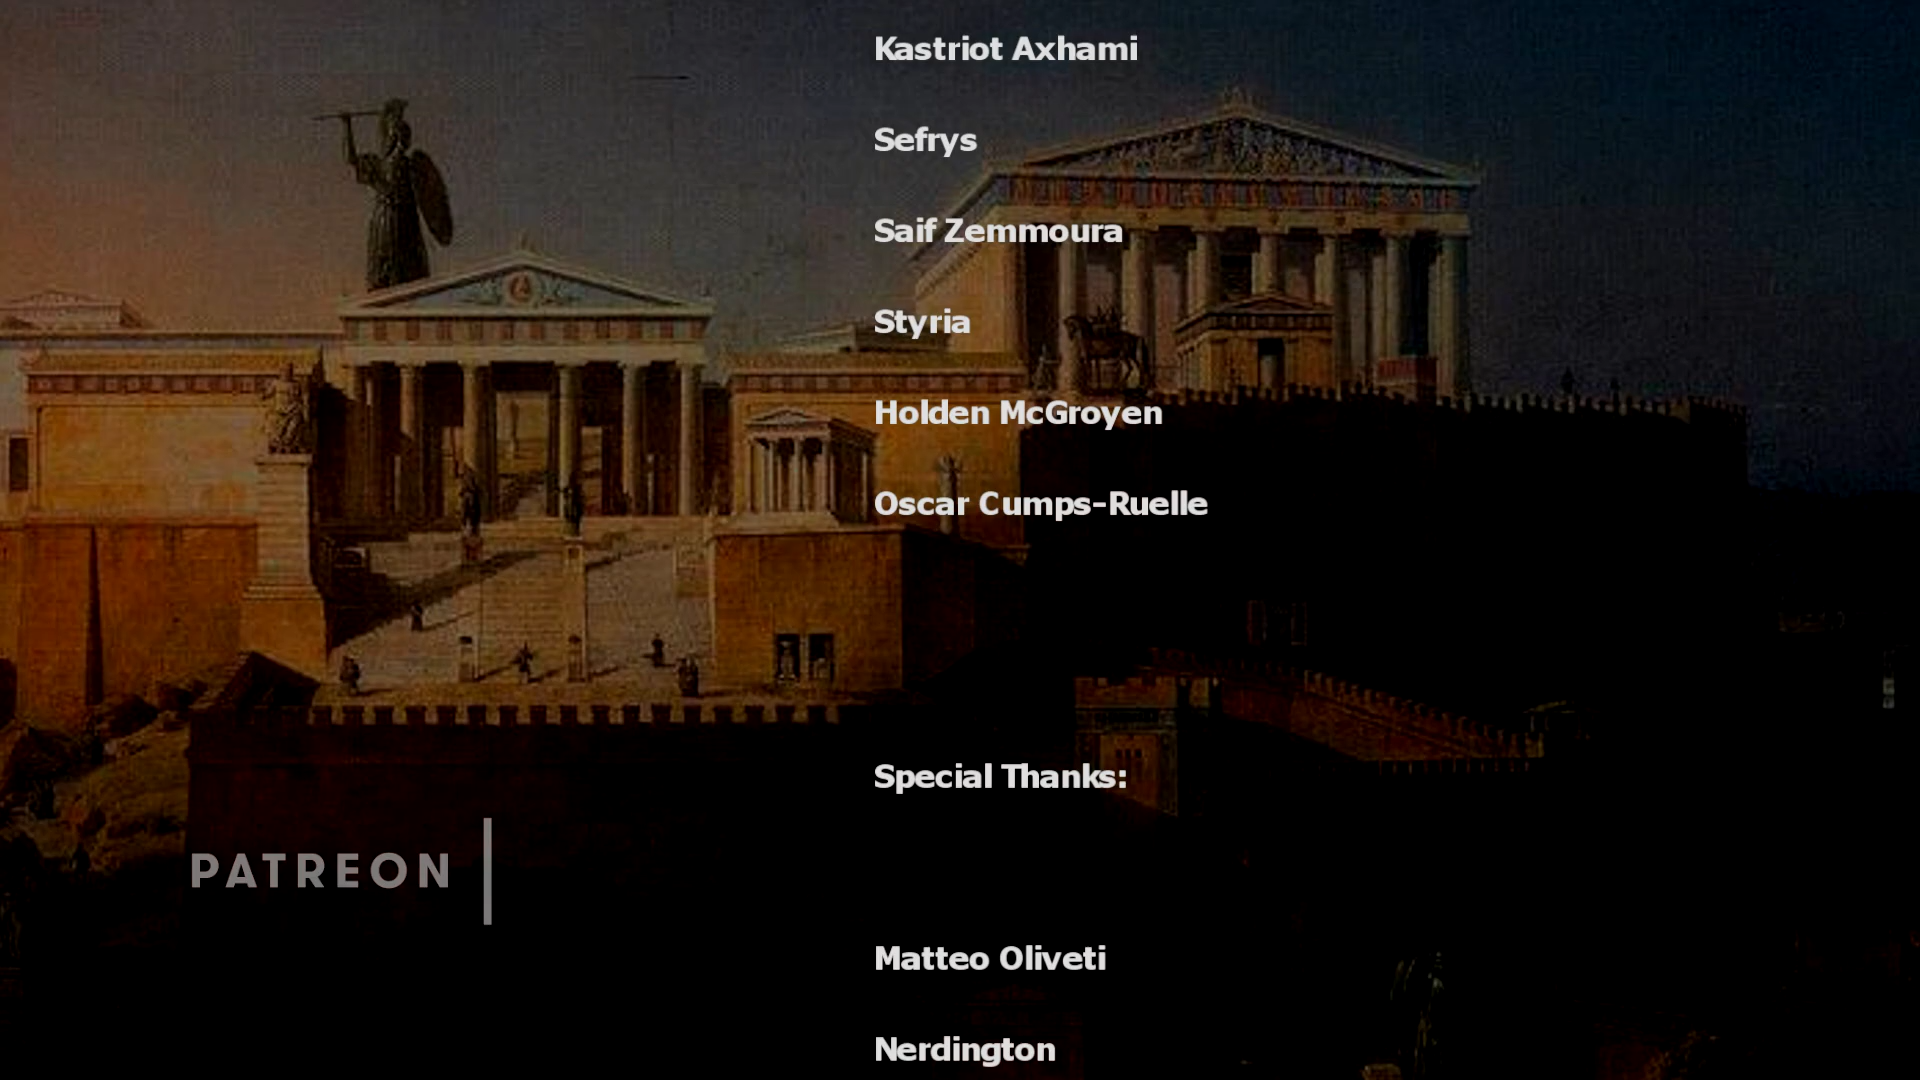 Kastriot Axhami
Sefrys
Saif Zemmoura
Styria
Holden McGroyen
Oscar Cumps-Ruelle
Special Thanks:
PATREON
Matteo Oliveti
Nerdington